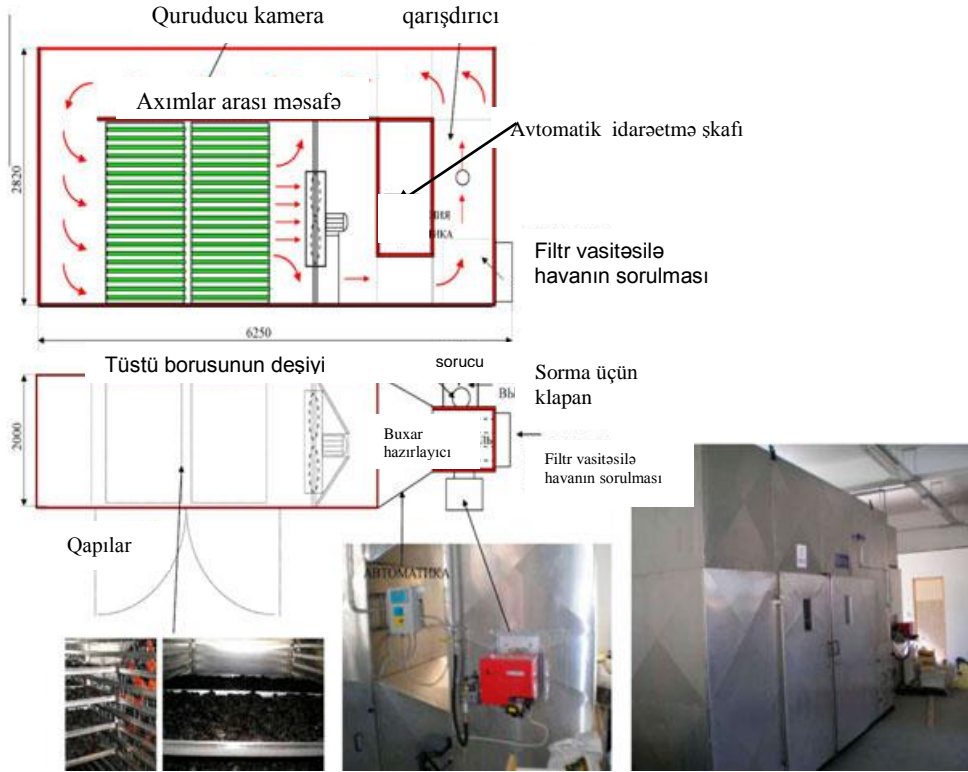 Quruducu kamera
qarışdırıcı
Axımlar arası məsafə
Avtomatik idarəetmə şkafı
2820
Filtr vasitəsilə
havanın sorulması
6250
Tüstü borusunun deşiyi
sorucu
Sorma üçün
klapan
2000
Buxar
hazırlayıcı
Filtr vasitəsilə
havanın sorulması
Qapılar
АВТОМАТИКА